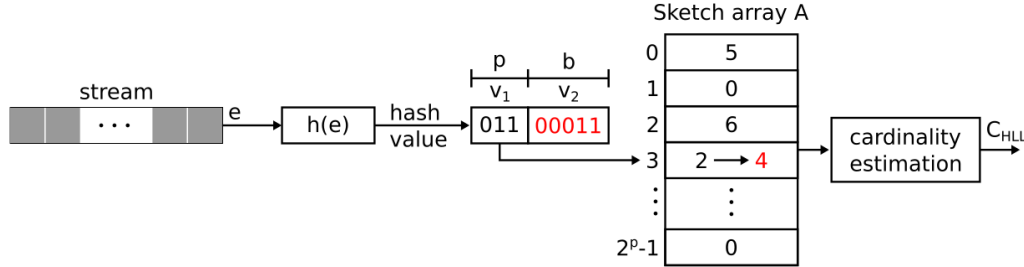 Sketch array A
stream
e
h(e)
hash
value
p b
v₁ v₂
011 00011
0 5
1 0
2 6
3 2 4
2ᵖ-1 0
cardinality
estimation
C_HLL